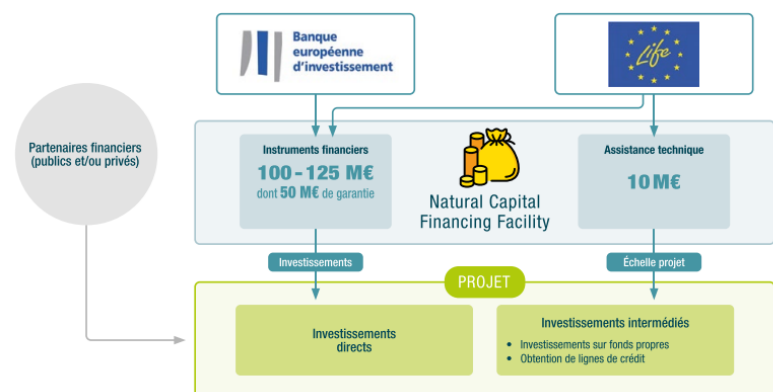 Banque
européenne
d'investissement
Life
Partenaires financiers
(publics et/ou privés)
Instruments financiers
100 - 125 M€
dont 50 M€ de garantie
Natural Capital
Financing Facility
Assistance technique
10 M€
Investissements
Échelle projet
PROJET
Investissements
directs
Investissements intermédiés
• Investissements sur fonds propres
• Obtention de lignes de crédit